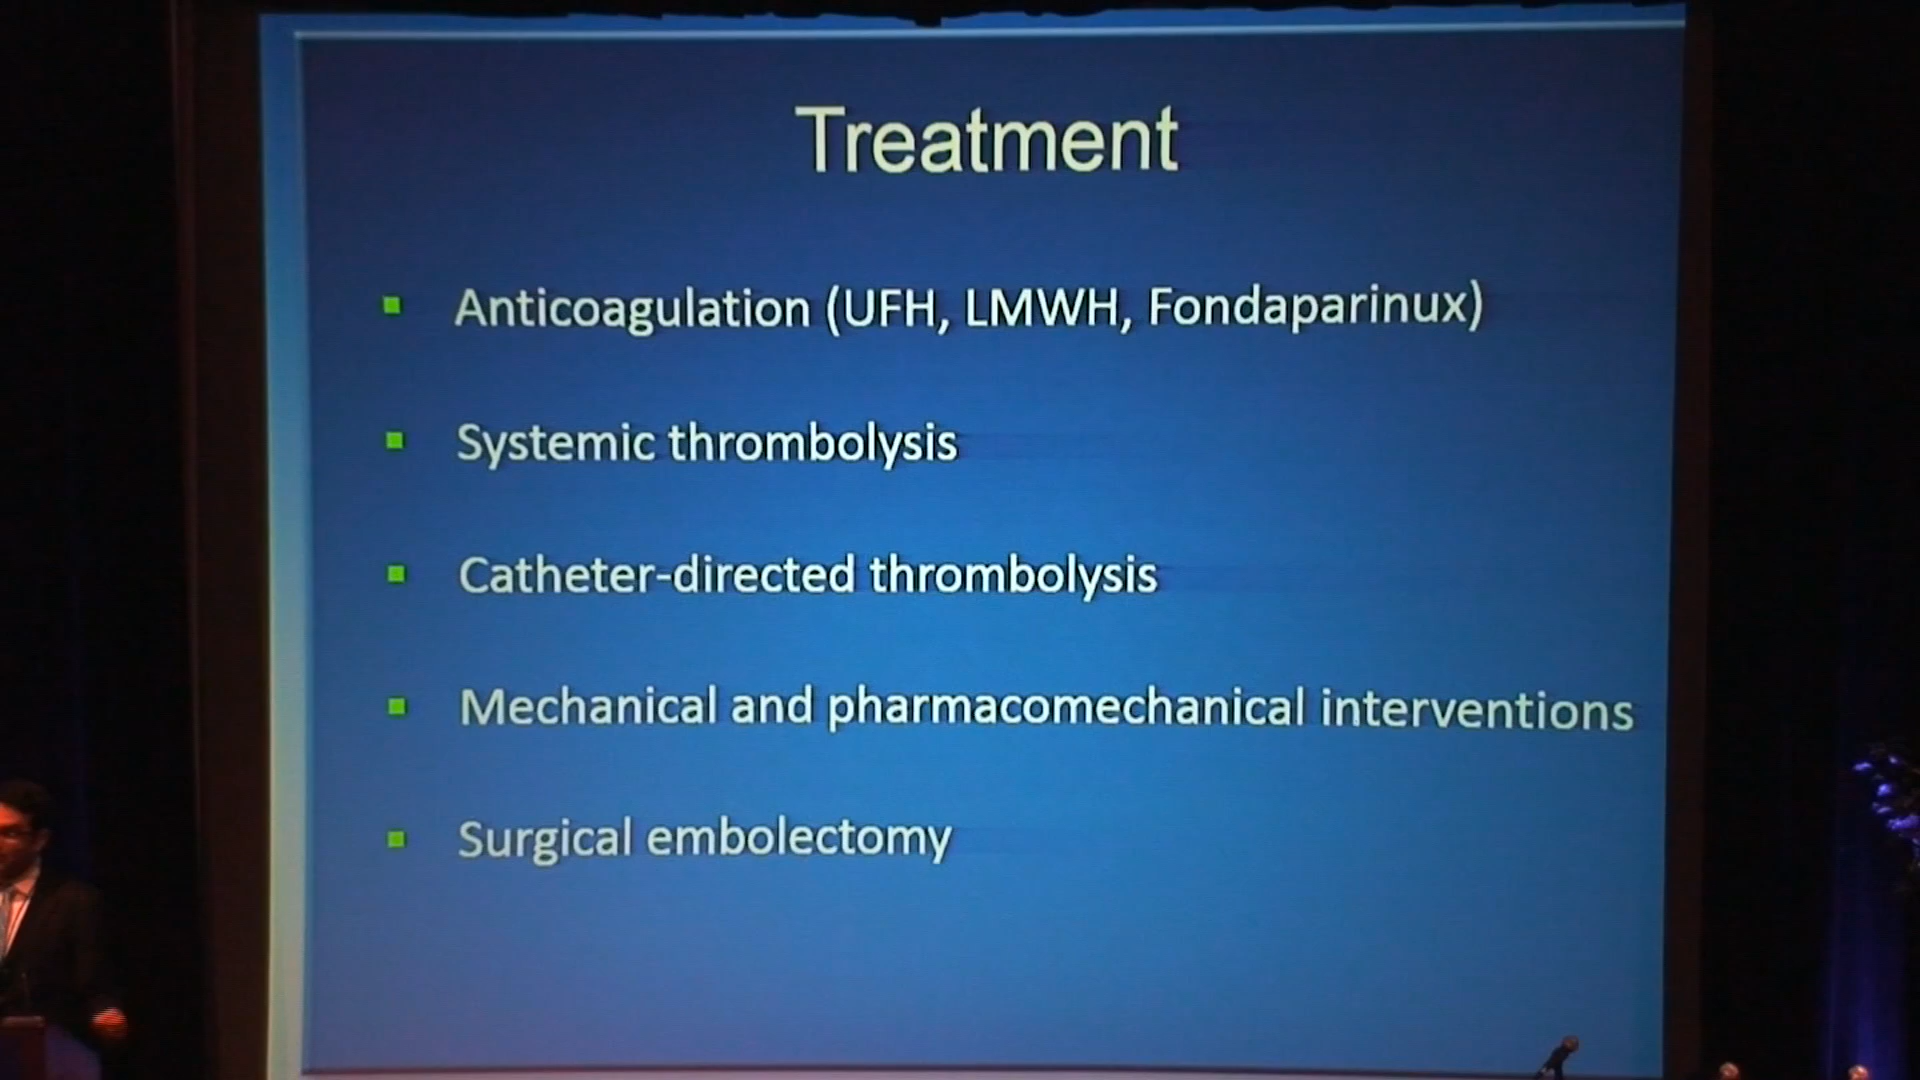 Treatment
Anticoagulation (UFH, LMWH, Fondaparinux)
Systemic thrombolysis
Catheter-directed thrombolysis
Mechanical and pharmacomechanical interventions
Surgical embolectomy